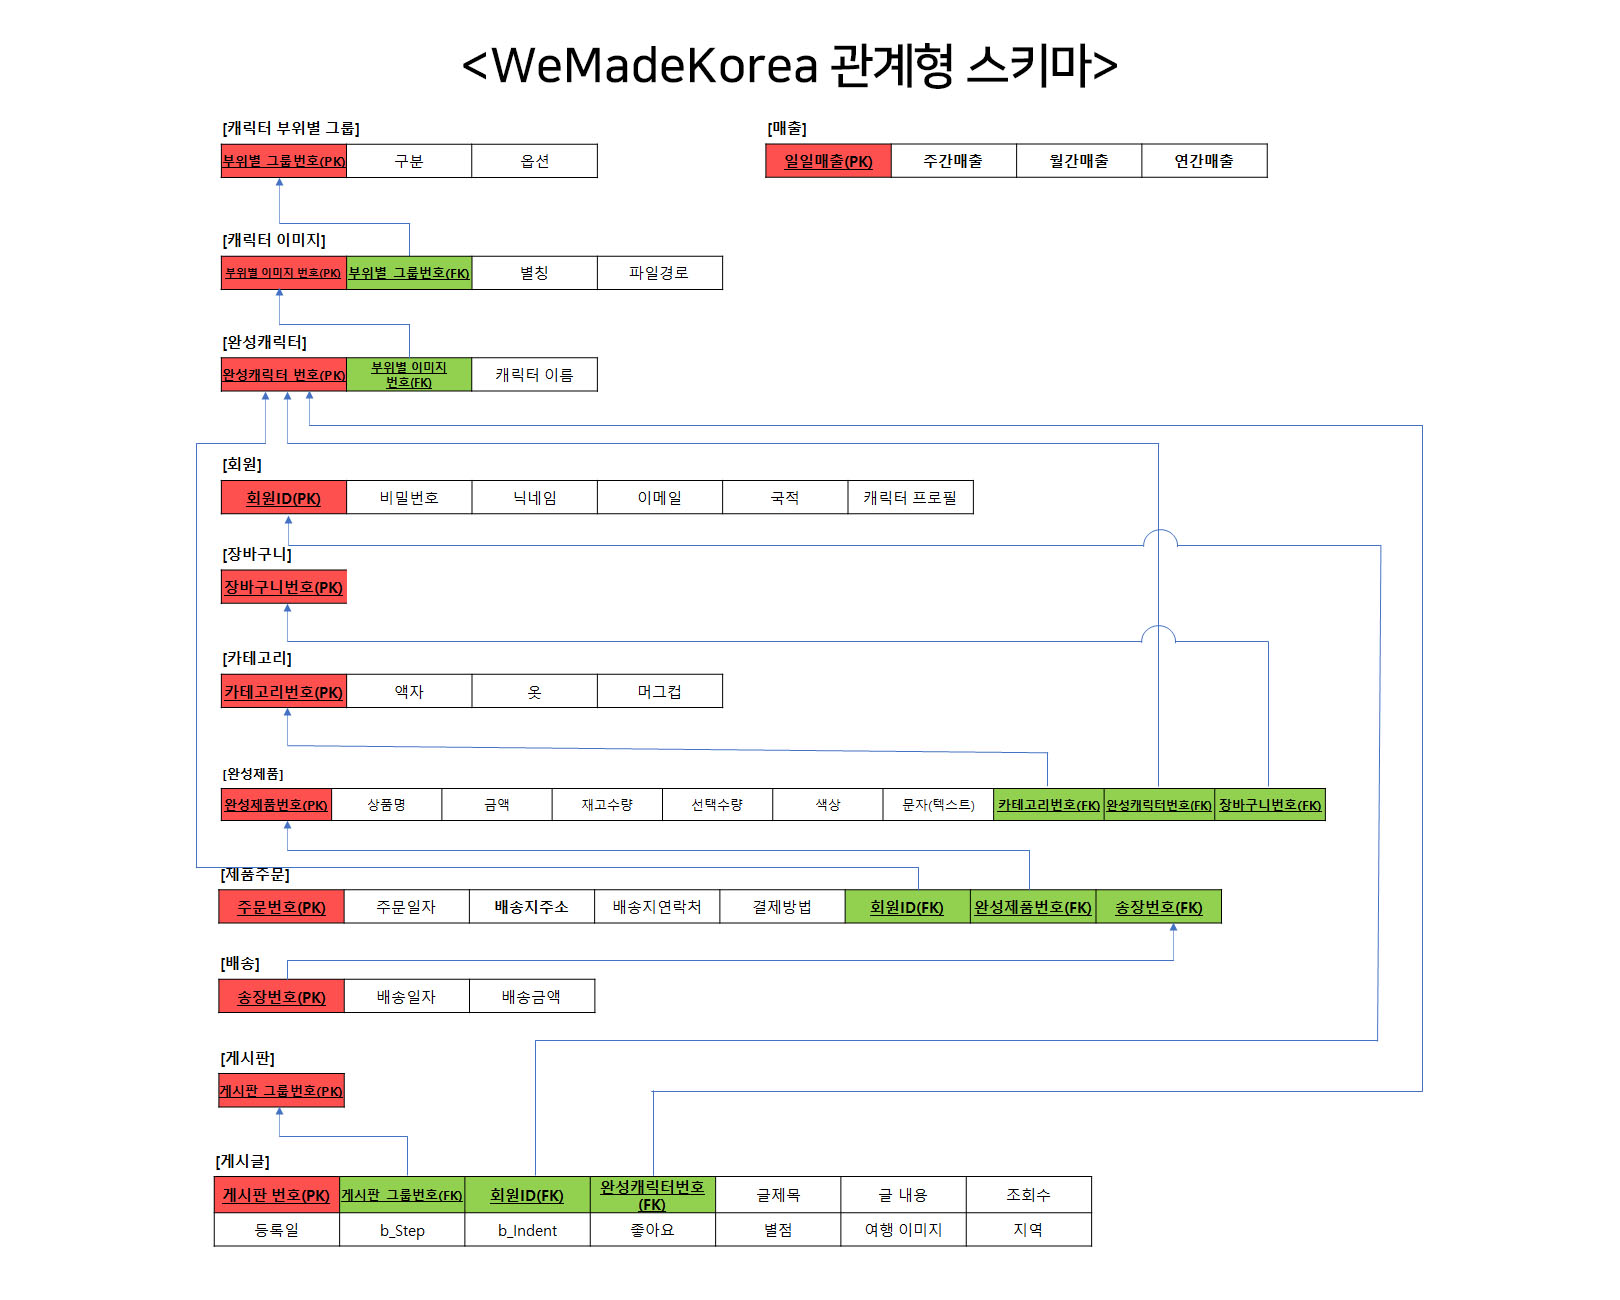 <WeMadeKorea 관계형 스키마>
[캐릭터 부위별 그룹]
부위별 그룹번호(PK) 구분 옵션
[매출]
일일매출(PK) 주간매출 월간매출 연간매출
[캐릭터 이미지]
부위별 이미지 번호(PK) 부위별 그룹번호(FK) 별칭 파일경로
[완성캐릭터]
완성캐릭터 번호(PK) 부위별 이미지 번호(FK) 캐릭터 이름
[회원]
회원ID(PK) 비밀번호 닉네임 이메일 국적 캐릭터 프로필
[장바구니]
장바구니번호(PK)
[카테고리]
카테고리번호(PK) 액자 옷 머그컵
[완성제품]
완성제품번호(PK) 상품명 금액 재고수량 선택수량 색상 문자(텍스트) 카테고리번호(FK) 완성캐릭터번호(FK) 장바구니번호(FK)
[제품주문]
주문번호(PK) 주문일자 배송지주소 배송지연락처 결제방법 회원ID(FK) 완성제품번호(FK) 송장번호(FK)
[배송]
송장번호(PK) 배송일자 배송금액
[게시판]
게시판 그룹번호(PK)
[게시글]
게시판 번호(PK) 게시판 그룹번호(FK) 회원ID(FK) 완성캐릭터번호(FK) 글제목 글 내용 조회수
등록일 b_Step b_Indent 좋아요 별점 여행 이미지 지역